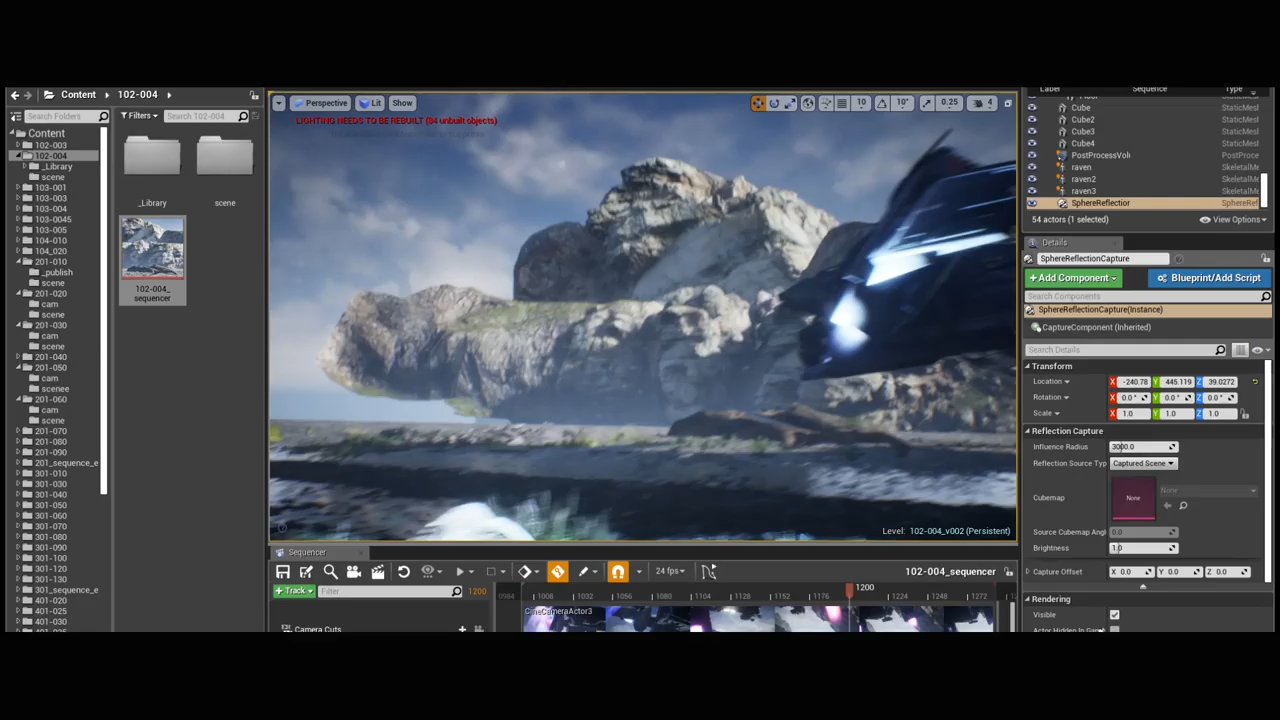 Content
102-004
Search Folders
Filters
Search 102-004
Content
102-003
102-004
_Library
scene
103-001
103-003
103-004
103-0045
103-005
104-010
104_020
201-010
_publish
scene
201-020
cam
scene
201-030
cam
scene
201-040
201-050
cam
scenee
201-060
cam
scene
201-070
201-080
201-090
201_sequence_e
301-010
301-030
301-040
301-050
301-060
301-070
301-080
301-090
301-100
301-120
301-130
301_sequence_e
401-020
401-025
401-030
_Library
scene
102-004_
sequencer
Perspective
Lit
Show
10
10°
0.25
4
LIGHTING NEEDS TO BE REBUILT (84 unbuilt objects)
Level: 102-004_v002 (Persistent)
Sequencer
24 fps
102-004_sequencer
+ Track
Filter
1200
0984
1008
1032
1056
1080
1104
1128
1152
1176
1200
1224
1248
1272
CineCameraActor3
Camera Cuts
Label
Sequence
Type
Cube
StaticMesl
Cube2
StaticMesl
Cube3
StaticMesl
Cube4
StaticMesl
PostProcessVolu
PostProce
raven
SkeletalMe
raven2
SkeletalMe
raven3
SkeletalMe
SphereReflection
SphereRef
54 actors (1 selected)
View Options
Details
SphereReflectionCapture
+ Add Component
Blueprint/Add Script
Search Components
SphereReflectionCapture(Instance)
CaptureComponent (Inherited)
Search Details
Transform
Location
X -240.78 Y 445.119 Z 39.0272
Rotation
X 0.0° Y 0.0° Z 0.0°
Scale
X 1.0 Y 1.0 Z 1.0
Reflection Capture
Influence Radius
3000.0
Reflection Source Typ
Captured Scene
Cubemap
None
None
Source Cubemap Angl
0.0
Brightness
1.0
Capture Offset
X 0.0 Y 0.0 Z 0.0
Rendering
Visible
Actor Hidden In Game